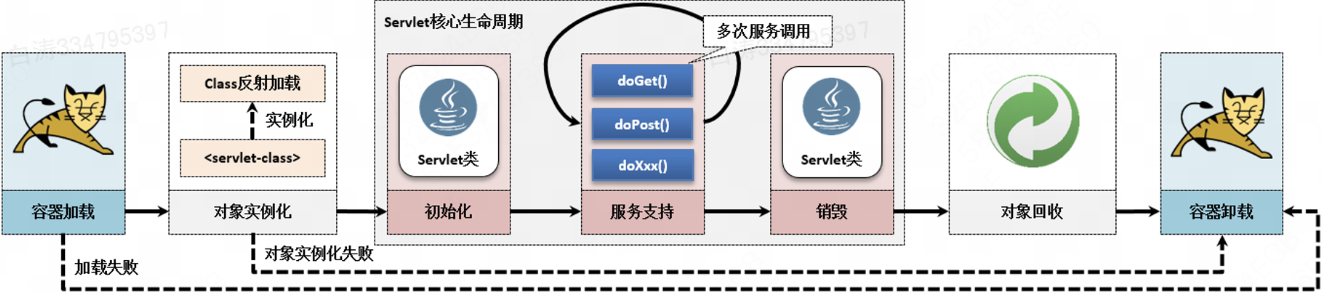 Servlet核心生命周期
多次服务调用
白涛334795397
Class反射加载
实例化
<servlet-class>
Servlet类
doGet()
doPost()
doXxx()
Servlet类
容器加载
对象实例化
初始化
服务支持
销毁
对象回收
容器卸载
对象实例化失败
加载失败